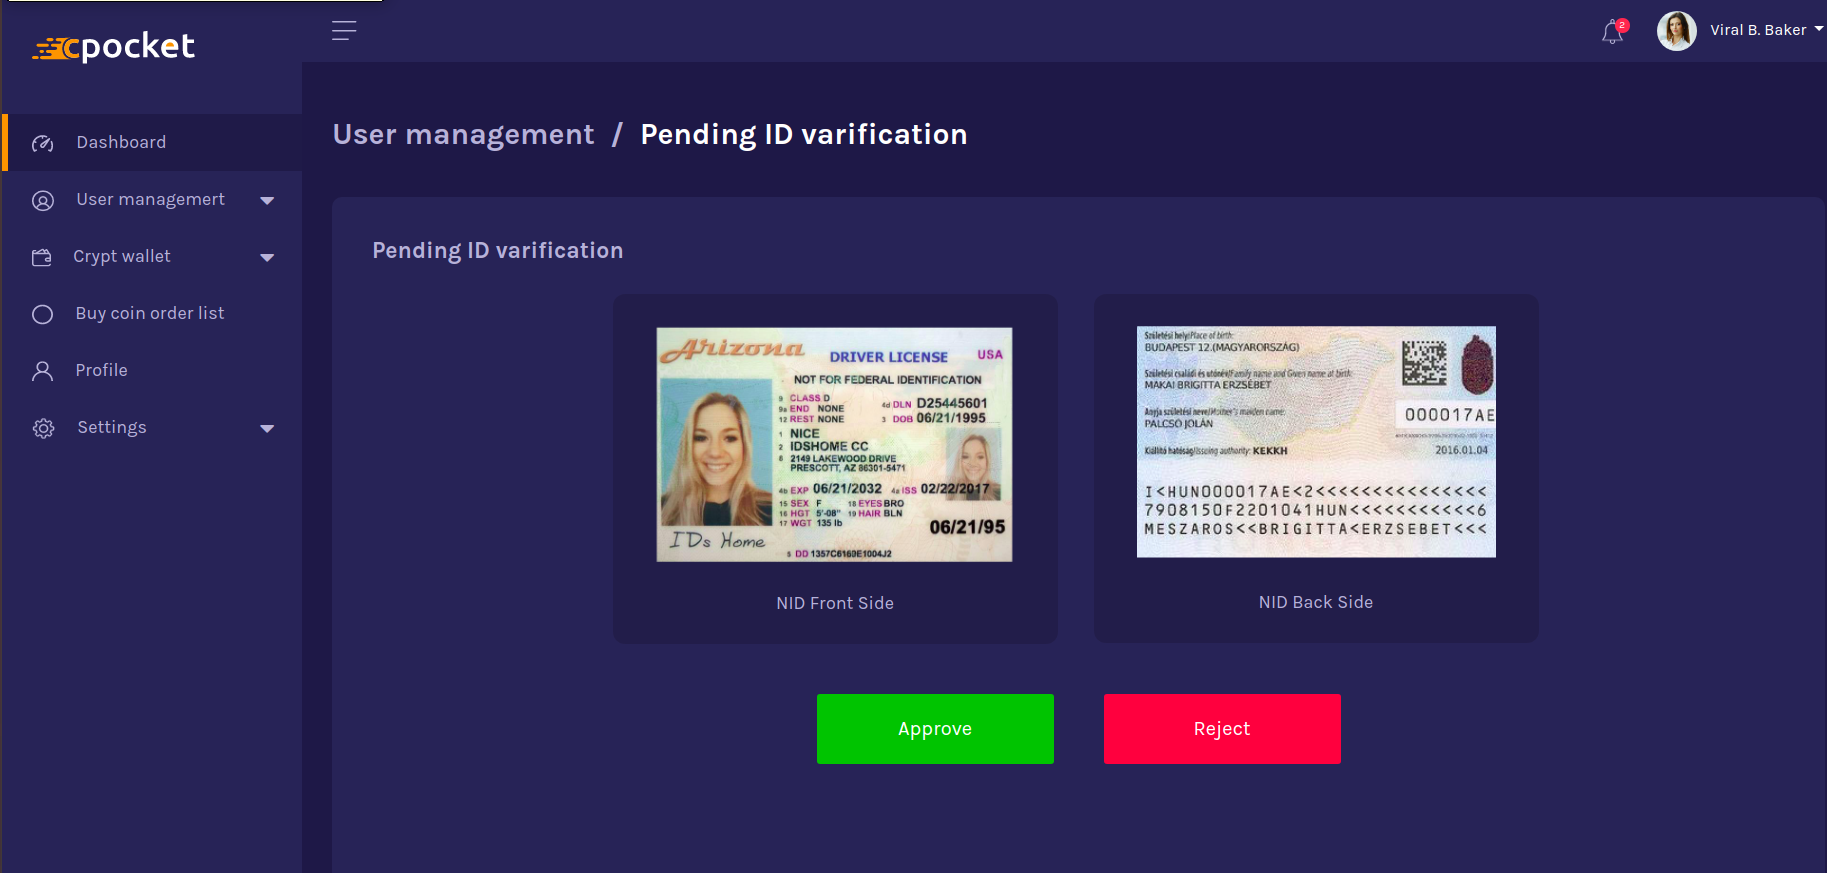 cpocket
2
Viral B. Baker
Dashboard
User managemert
Crypt wallet
Buy coin order list
Profile
Settings
User management / Pending ID varification
Pending ID varification
Arizona DRIVER LICENSE USA
NOT FOR FEDERAL IDENTIFICATION
9 CLASS D
9a END NONE 4d DLN D25445601
12 REST NONE 3 DOB 06/21/1995
1 NICE
2 IDSHOME CC
8 2149 LAKEWOOD DRIVE
PRESCOTT, AZ 86301-5471
4b EXP 06/21/2032 4a ISS 02/22/2017
15 SEX F 18 EYES BRO
16 HGT 5'-08" 19 HAIR BLN
17 WGT 135 lb
06/21/95
IDs Home
5 DD 1357C6160E1004J2
NID Front Side
Születési hely/Place of birth:
BUDAPEST 12.(MAGYARORSZÁG)
Születési családi és utónév/Family name and Given name at birth:
MAKAI BRIGITTA ERZSÉBET
Anyja születési neve/Mother's maiden name:
PALCSÓ JOLÁN
000017AE
Kiállító hatóság/Issuing authority: KEKKH
2016.01.04
I<HUN000017AE<2<<<<<<<<<<<<<<<
7908150F2201041HUN<<<<<<<<<<<6
MESZAROS<<BRIGITTA<ERZSEBET<<<
NID Back Side
Approve
Reject